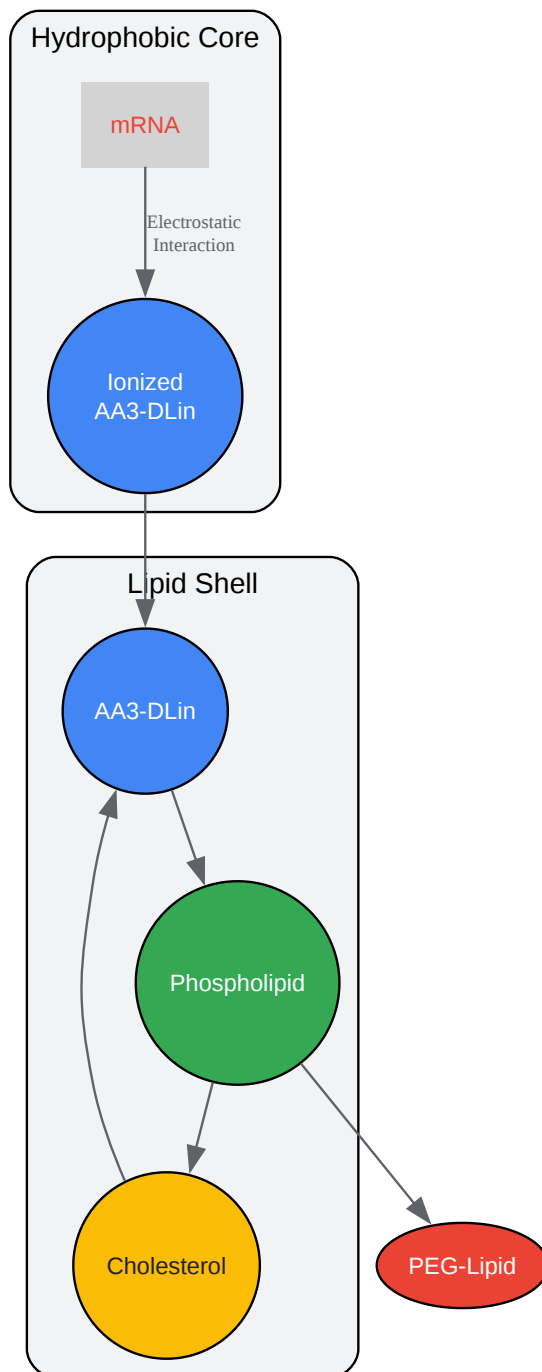 Hydrophobic Core
mRNA
Electrostatic
Interaction
Ionized
AA3-DLin
Lipid Shell
AA3-DLin
Phospholipid
Cholesterol
PEG-Lipid